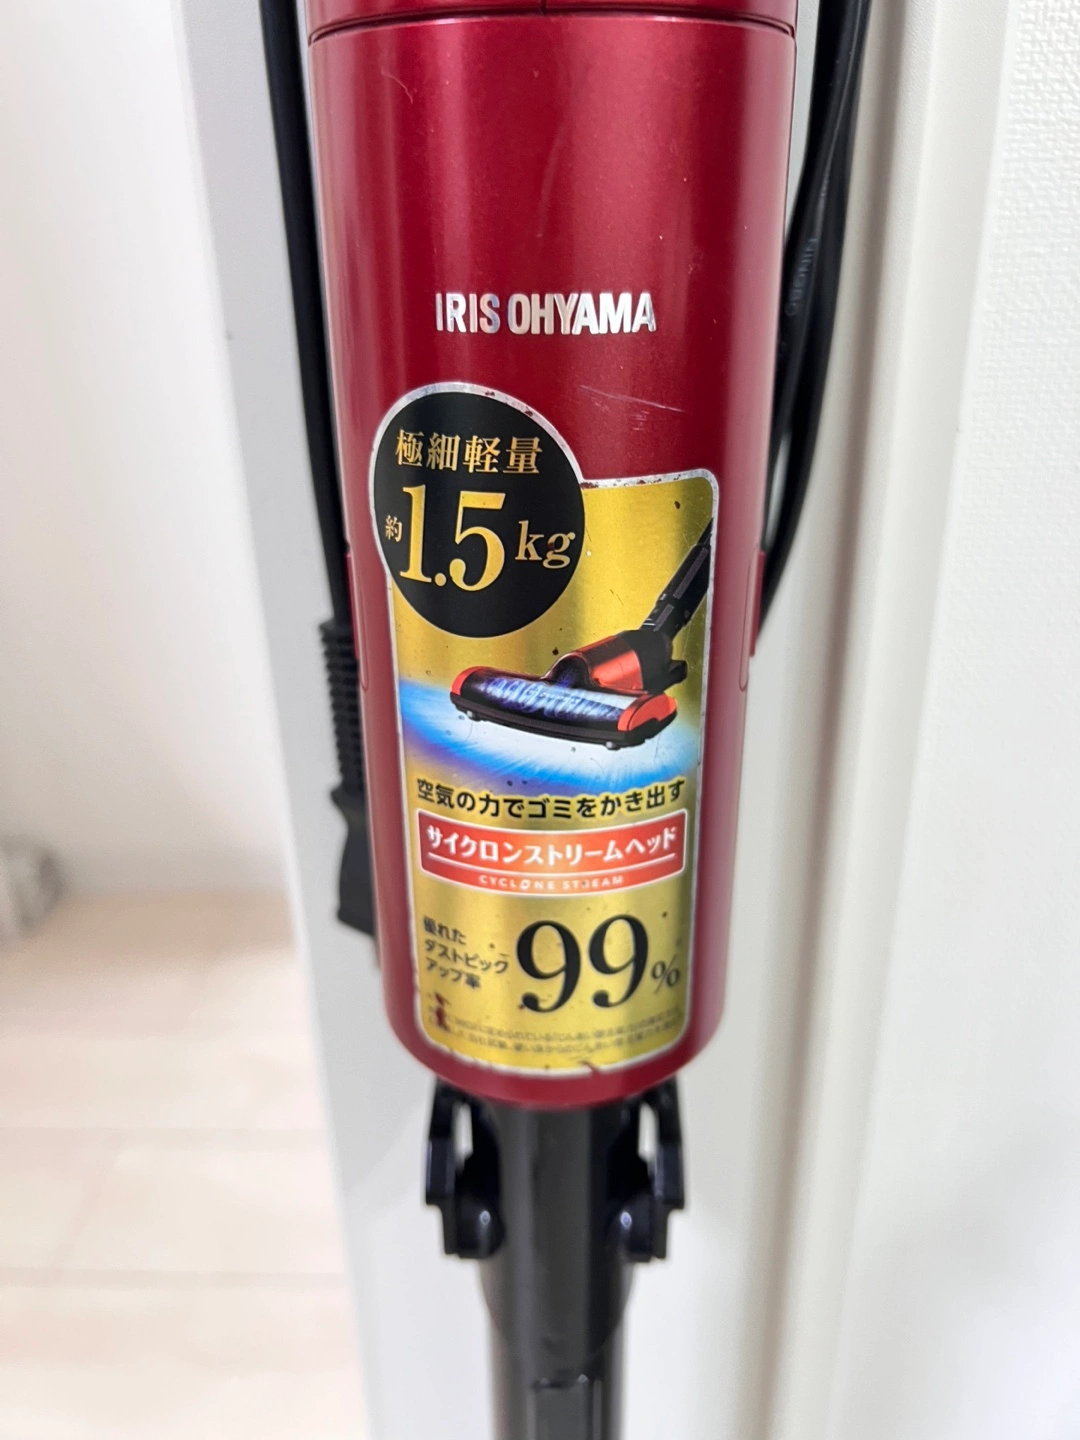 IRIS OHYAMA
極細軽量
約1.5kg
空気の力でゴミをかき出す
サイクロンストリームヘッド
CYCLONE STREAM
優れた
ダストピック
アップ率
99%